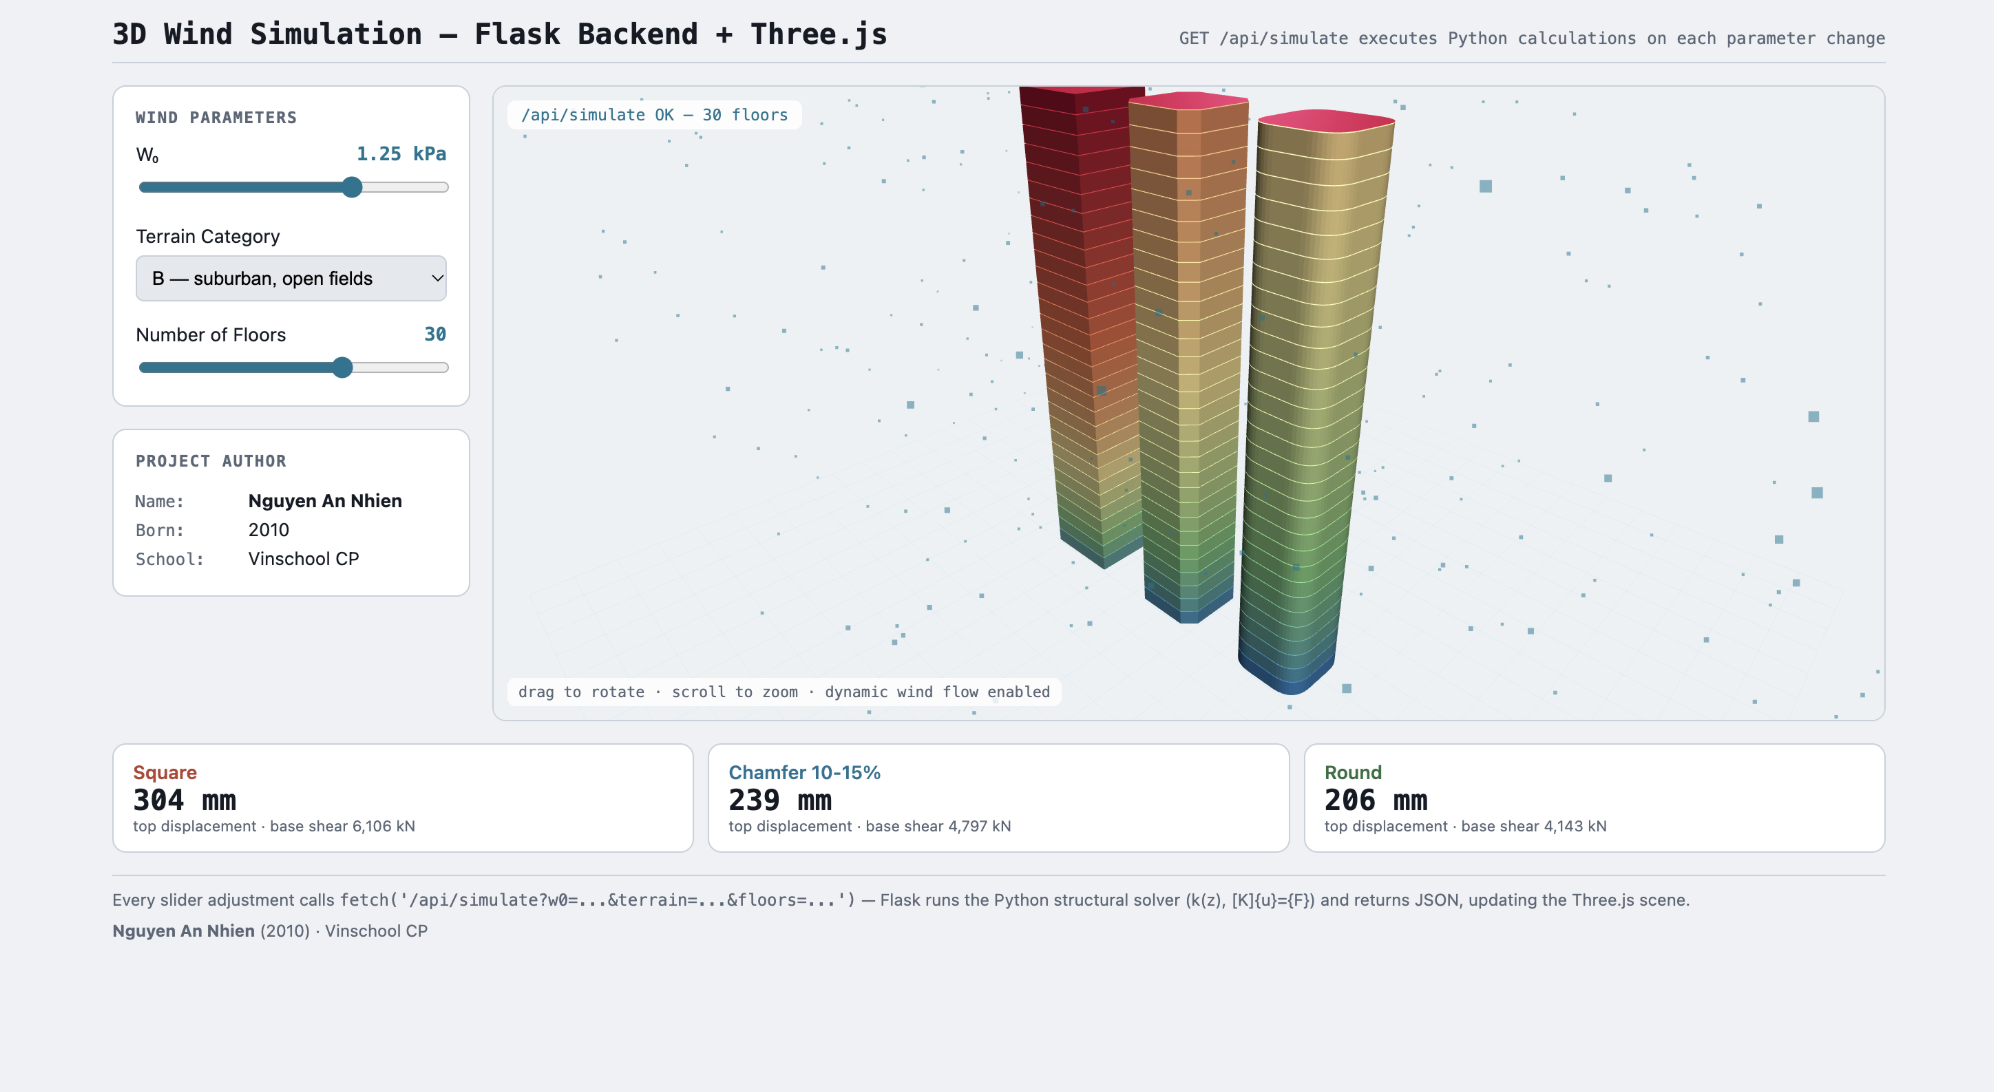 3D Wind Simulation — Flask Backend + Three.js
GET /api/simulate executes Python calculations on each parameter change
WIND PARAMETERS
W₀ 1.25 kPa
Terrain Category
B — suburban, open fields
Number of Floors 30
PROJECT AUTHOR
Name: Nguyen An Nhien
Born: 2010
School: Vinschool CP
/api/simulate OK — 30 floors
drag to rotate · scroll to zoom · dynamic wind flow enabled
Square
304 mm
top displacement · base shear 6,106 kN
Chamfer 10-15%
239 mm
top displacement · base shear 4,797 kN
Round
206 mm
top displacement · base shear 4,143 kN
Every slider adjustment calls fetch('/api/simulate?w0=...&terrain=...&floors=...') — Flask runs the Python structural solver (k(z), [K]{u}={F}) and returns JSON, updating the Three.js scene.
Nguyen An Nhien (2010) · Vinschool CP